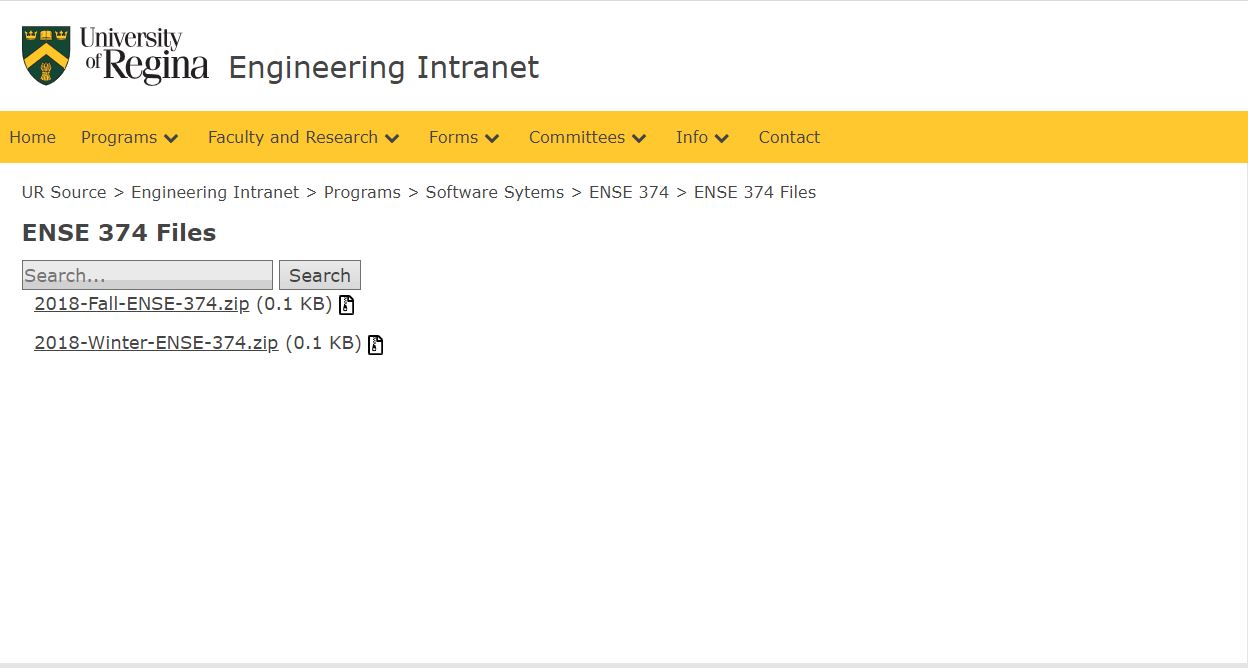 University
of Regina
Engineering Intranet
Home Programs Faculty and Research Forms Committees Info Contact
UR Source > Engineering Intranet > Programs > Software Sytems > ENSE 374 > ENSE 374 Files
ENSE 374 Files
Search... Search
2018-Fall-ENSE-374.zip (0.1 KB)
2018-Winter-ENSE-374.zip (0.1 KB)